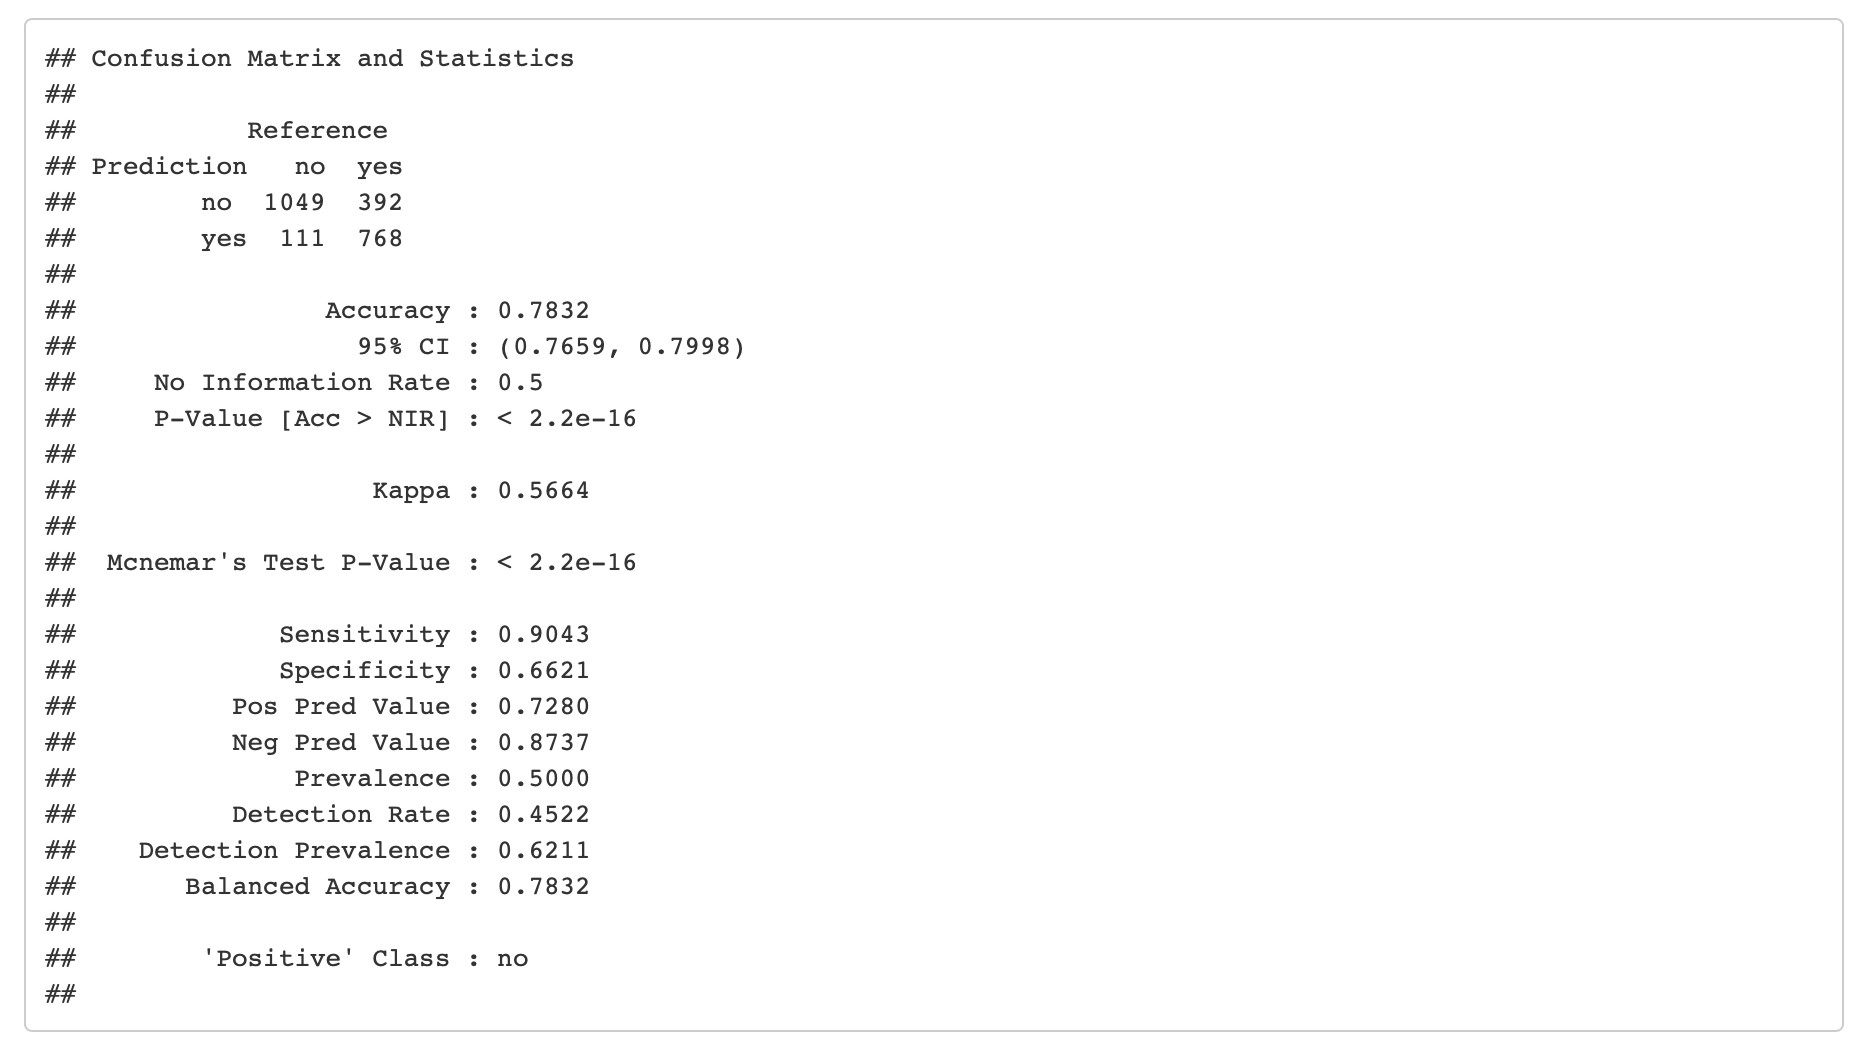 ## Confusion Matrix and Statistics
##
##           Reference
## Prediction   no  yes
##        no  1049  392
##        yes  111  768
##
##                Accuracy : 0.7832
##                  95% CI : (0.7659, 0.7998)
##     No Information Rate : 0.5
##     P-Value [Acc > NIR] : < 2.2e-16
##
##                   Kappa : 0.5664
##
##  Mcnemar's Test P-Value : < 2.2e-16
##
##             Sensitivity : 0.9043
##             Specificity : 0.6621
##          Pos Pred Value : 0.7280
##          Neg Pred Value : 0.8737
##              Prevalence : 0.5000
##          Detection Rate : 0.4522
##    Detection Prevalence : 0.6211
##       Balanced Accuracy : 0.7832
##
##        'Positive' Class : no
##